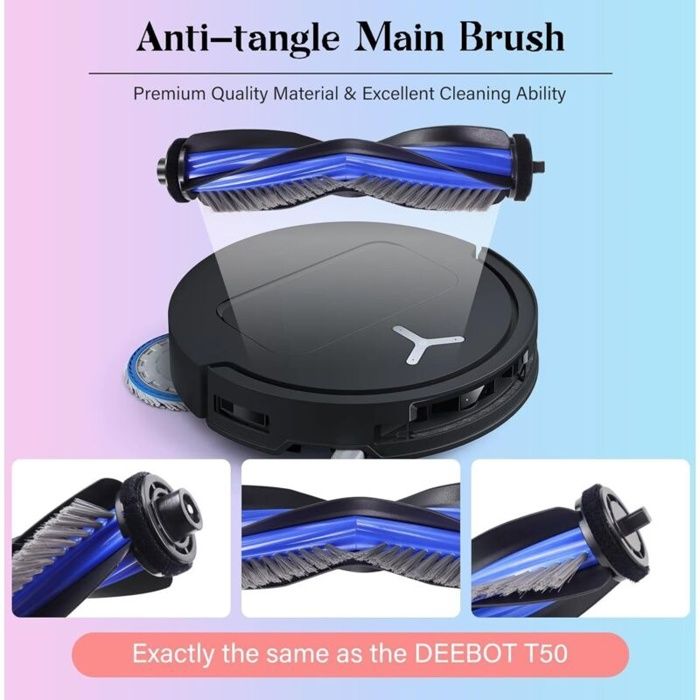 Anti-tangle Main Brush
Premium Quality Material & Excellent Cleaning Ability
Exactly the same as the DEEBOT T50